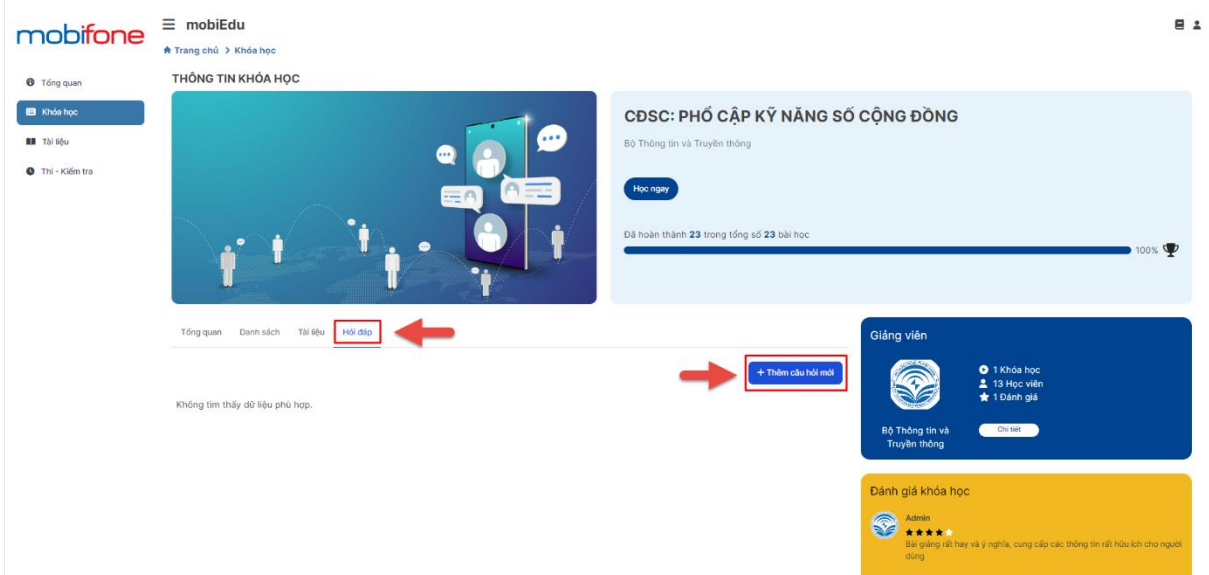 mobifone
mobiEdu
Trang chủ > Khóa học
Tổng quan
Khóa học
Tài liệu
Thi - Kiểm tra
THÔNG TIN KHÓA HỌC
CĐSC: PHỔ CẬP KỸ NĂNG SỐ CỘNG ĐỒNG
Bộ Thông tin và Truyền thông
Học ngay
Đã hoàn thành 23 trong tổng số 23 bài học
100%
Tổng quan Danh sách Tài liệu Hỏi đáp
+ Thêm câu hỏi mới
Không tìm thấy dữ liệu phù hợp.
Giảng viên
1 Khóa học
13 Học viên
1 Đánh giá
Bộ Thông tin và
Truyền thông
Chi tiết
Đánh giá khóa học
Admin
Bài giảng rất hay và ý nghĩa, cung cấp các thông tin rất hữu ích cho người
dùng